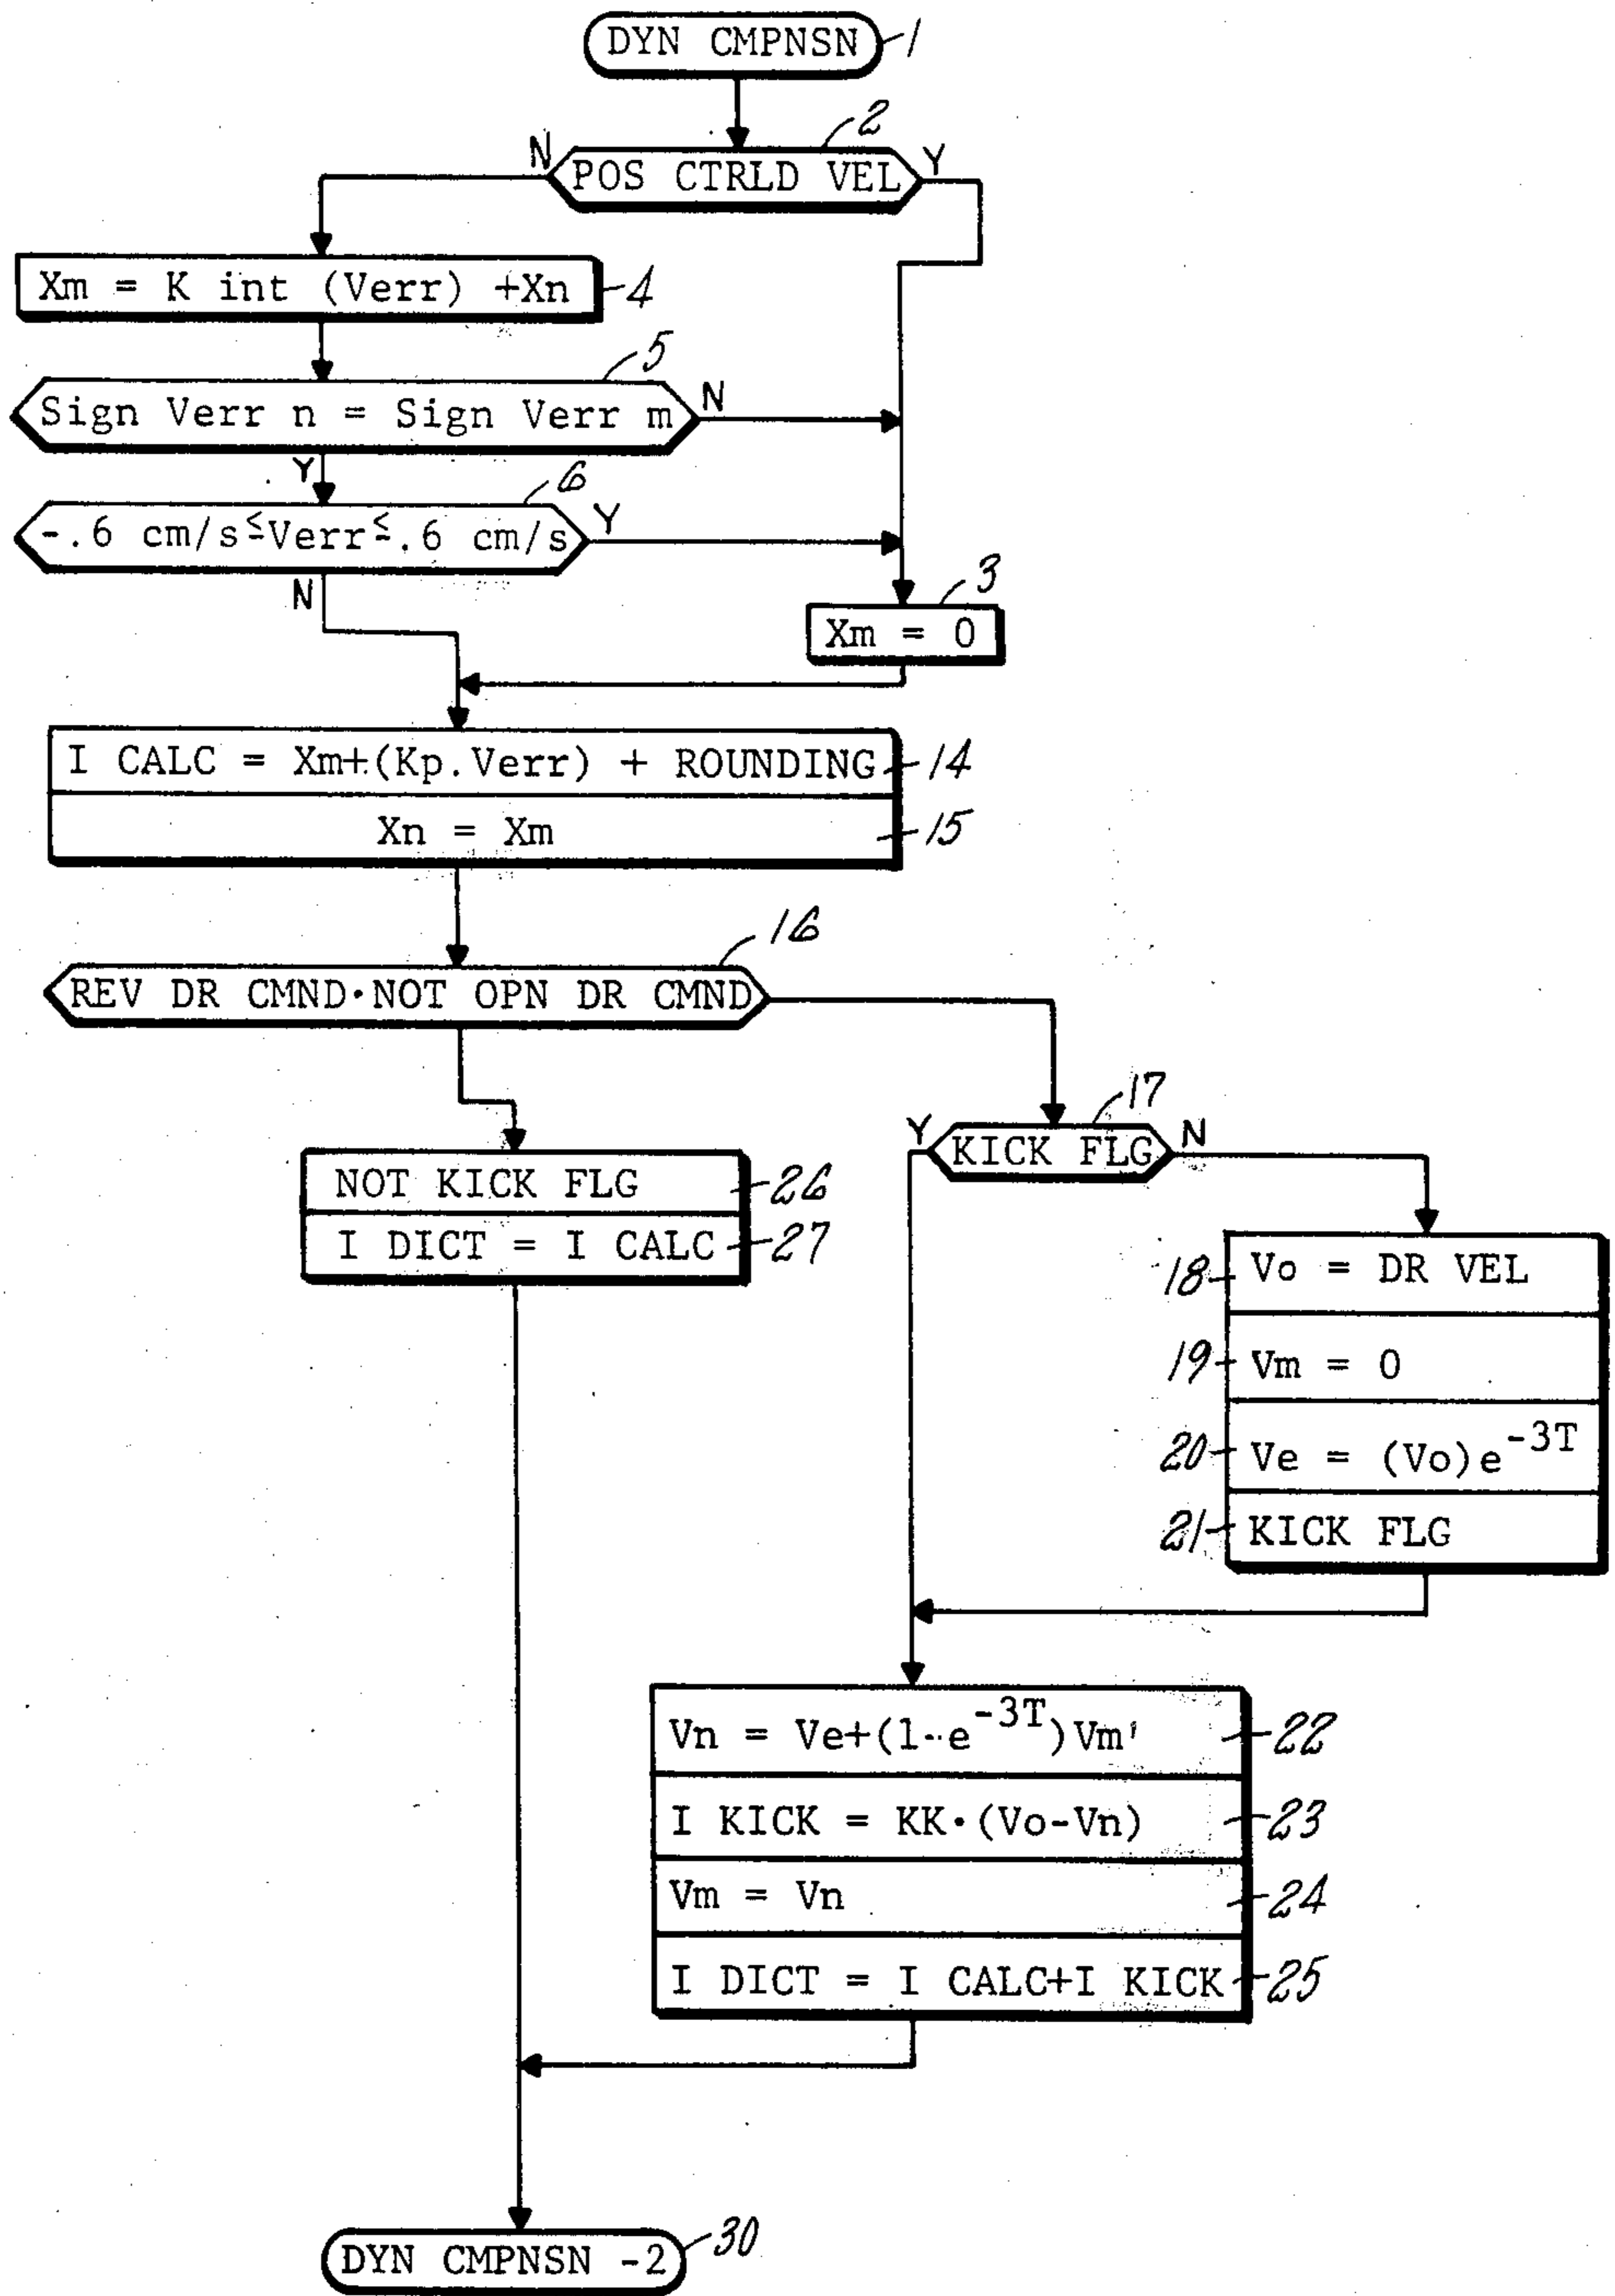 DYN CMPNSN 1
2
N POS CTRLD VEL Y
Xm = K int (Verr) +Xn 4
5
Sign Verr n = Sign Verr m N
Y
6
-.6 cm/s≤Verr≤.6 cm/s Y
N
3
Xm = 0
I CALC = Xm+(Kp.Verr) + ROUNDING 14
Xn = Xm 15
16
REV DR CMND·NOT OPN DR CMND
17
Y KICK FLG N
NOT KICK FLG 26
I DICT = I CALC 27
18 Vo = DR VEL
19 Vm = 0
20 Ve = (Vo)e^-3T
21 KICK FLG
Vn = Ve+(1-e^-3T)Vm' 22
I KICK = KK·(Vo-Vn) 23
Vm = Vn 24
I DICT = I CALC+I KICK 25
DYN CMPNSN -2 30